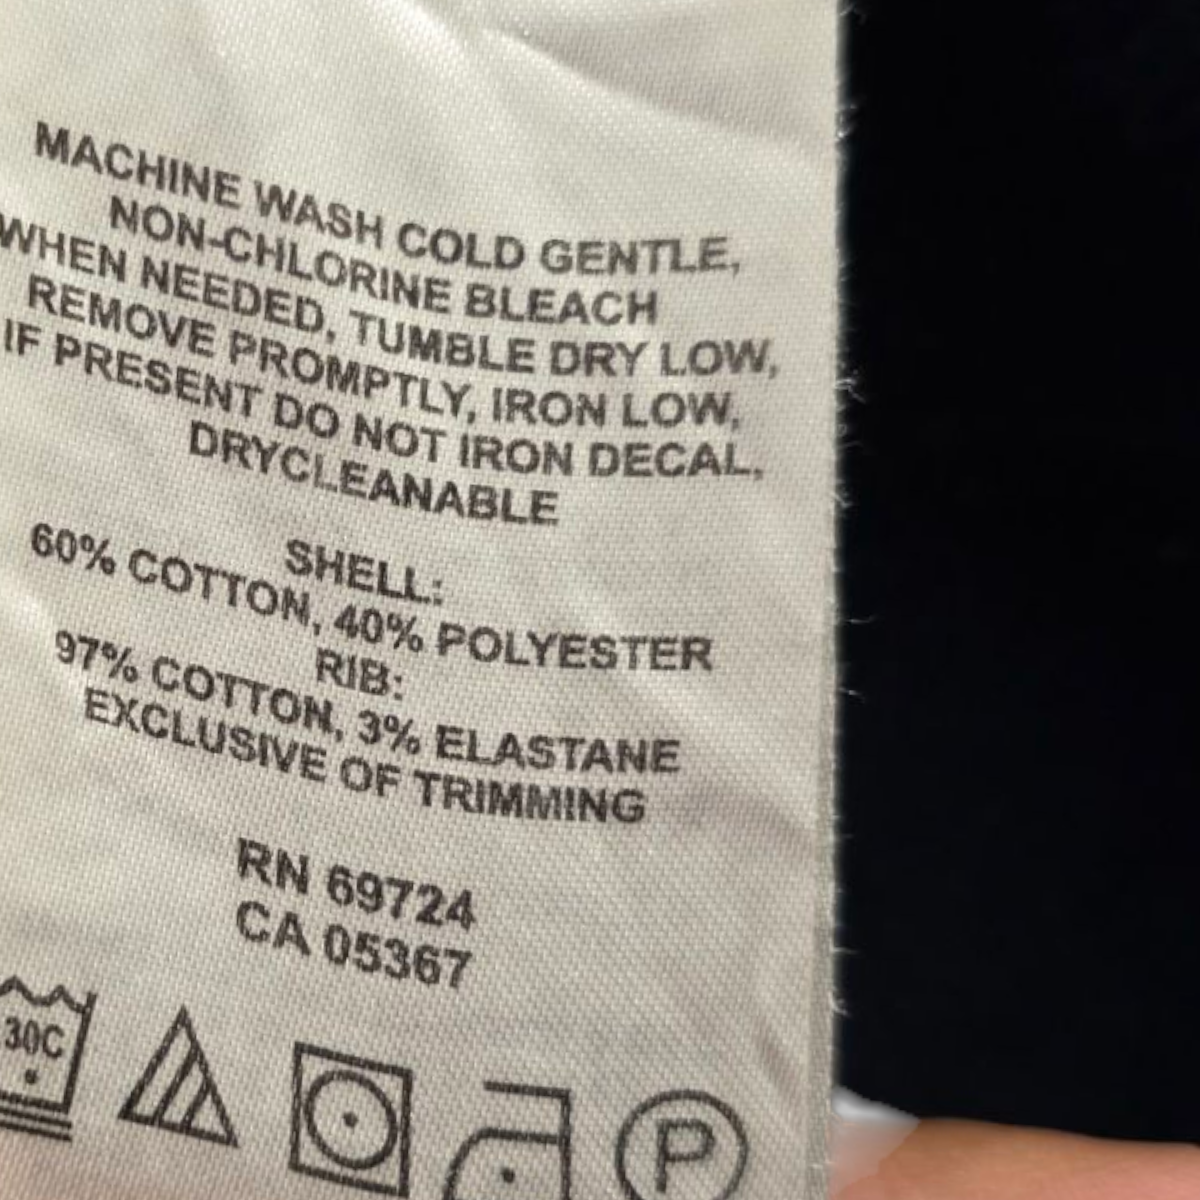 MACHINE WASH COLD GENTLE,
NON-CHLORINE BLEACH
WHEN NEEDED, TUMBLE DRY LOW,
REMOVE PROMPTLY, IRON LOW,
IF PRESENT DO NOT IRON DECAL,
DRYCLEANABLE
SHELL:
60% COTTON, 40% POLYESTER
RIB:
97% COTTON, 3% ELASTANE
EXCLUSIVE OF TRIMMING
RN 69724
CA 05367
30C
P